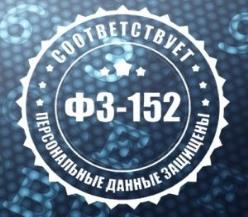 СООТВЕТСТВУЕТ
ФЗ-152
ПЕРСОНАЛЬНЫЕ ДАННЫЕ ЗАЩИЩЕНЫ